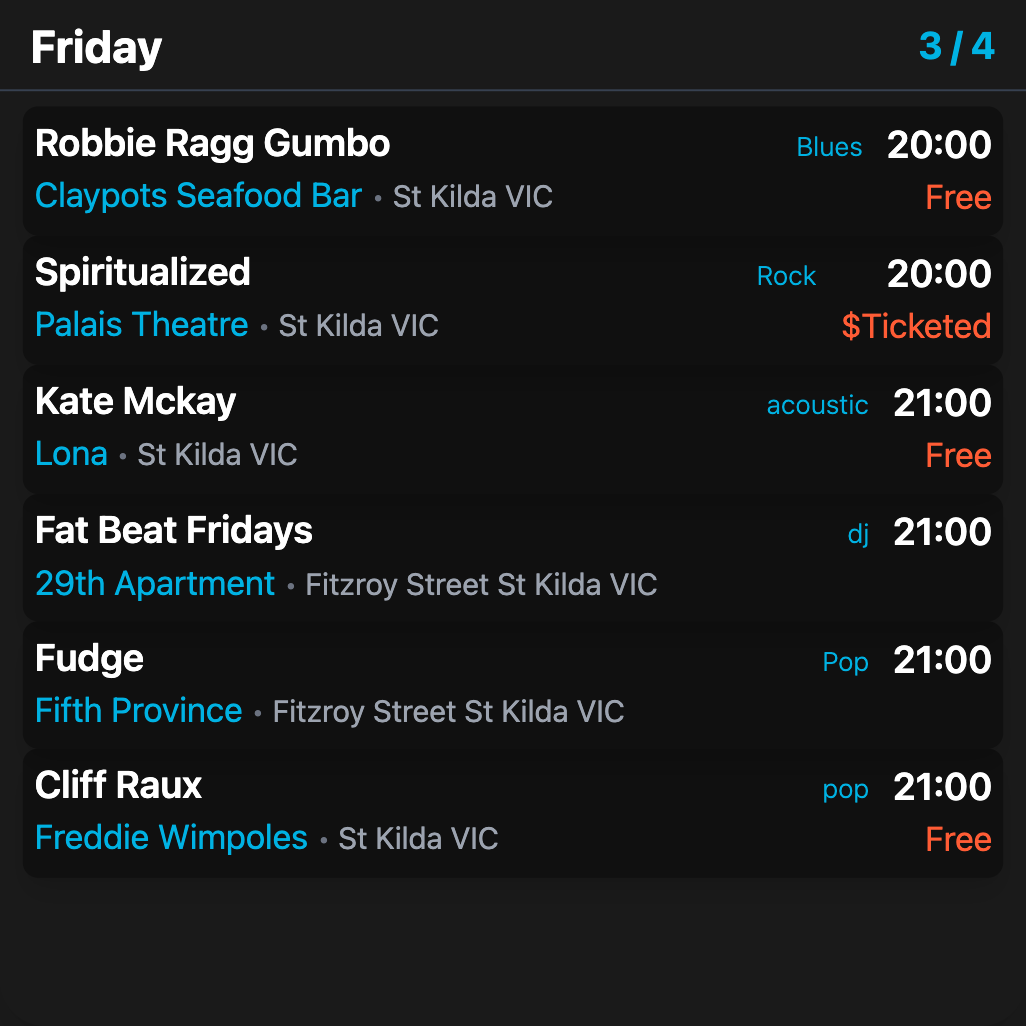 Friday 3 / 4
Robbie Ragg Gumbo Blues 20:00
Claypots Seafood Bar • St Kilda VIC Free
Spiritualized Rock 20:00
Palais Theatre • St Kilda VIC $Ticketed
Kate Mckay acoustic 21:00
Lona • St Kilda VIC Free
Fat Beat Fridays dj 21:00
29th Apartment • Fitzroy Street St Kilda VIC
Fudge Pop 21:00
Fifth Province • Fitzroy Street St Kilda VIC
Cliff Raux pop 21:00
Freddie Wimpoles • St Kilda VIC Free